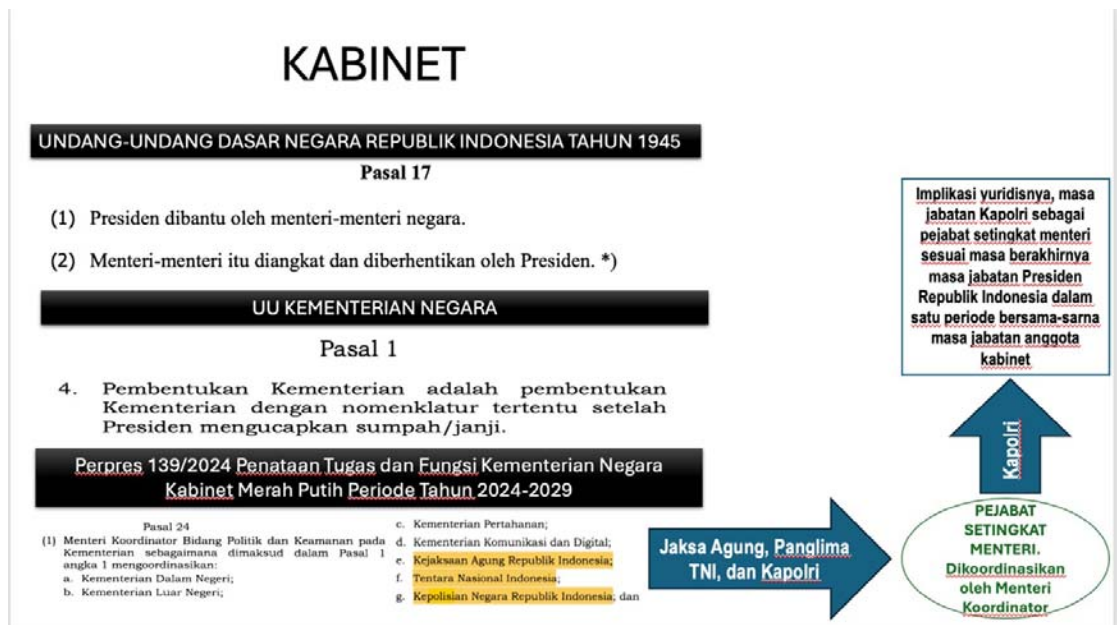 KABINET
UNDANG-UNDANG DASAR NEGARA REPUBLIK INDONESIA TAHUN 1945
Pasal 17
(1) Presiden dibantu oleh menteri-menteri negara.
(2) Menteri-menteri itu diangkat dan diberhentikan oleh Presiden. *)
UU KEMENTERIAN NEGARA
Pasal 1
4. Pembentukan Kementerian adalah pembentukan
Kementerian dengan nomenklatur tertentu setelah
Presiden mengucapkan sumpah/janji.
Perpres 139/2024 Penataan Tugas dan Fungsi Kementerian Negara
Kabinet Merah Putih Periode Tahun 2024-2029
Pasal 24
(1) Menteri Koordinator Bidang Politik dan Keamanan pada
Kementerian sebagaimana dimaksud dalam Pasal 1
angka 1 mengoordinasikan:
a. Kementerian Dalam Negeri;
b. Kementerian Luar Negeri;
c. Kementerian Pertahanan;
d. Kementerian Komunikasi dan Digital;
e. Kejaksaan Agung Republik Indonesia;
f. Tentara Nasional Indonesia;
g. Kepolisian Negara Republik Indonesia; dan
Jaksa Agung, Panglima
TNI, dan Kapolri
PEJABAT
SETINGKAT
MENTERI.
Dikoordinasikan
oleh Menteri
Koordinator
Kapolri
Implikasi yuridisnya, masa
jabatan Kapolri sebagai
pejabat setingkat menteri
sesuai masa berakhirnya
masa jabatan Presiden
Republik Indonesia dalam
satu periode bersama-sarna
masa jabatan anggota
kabinet